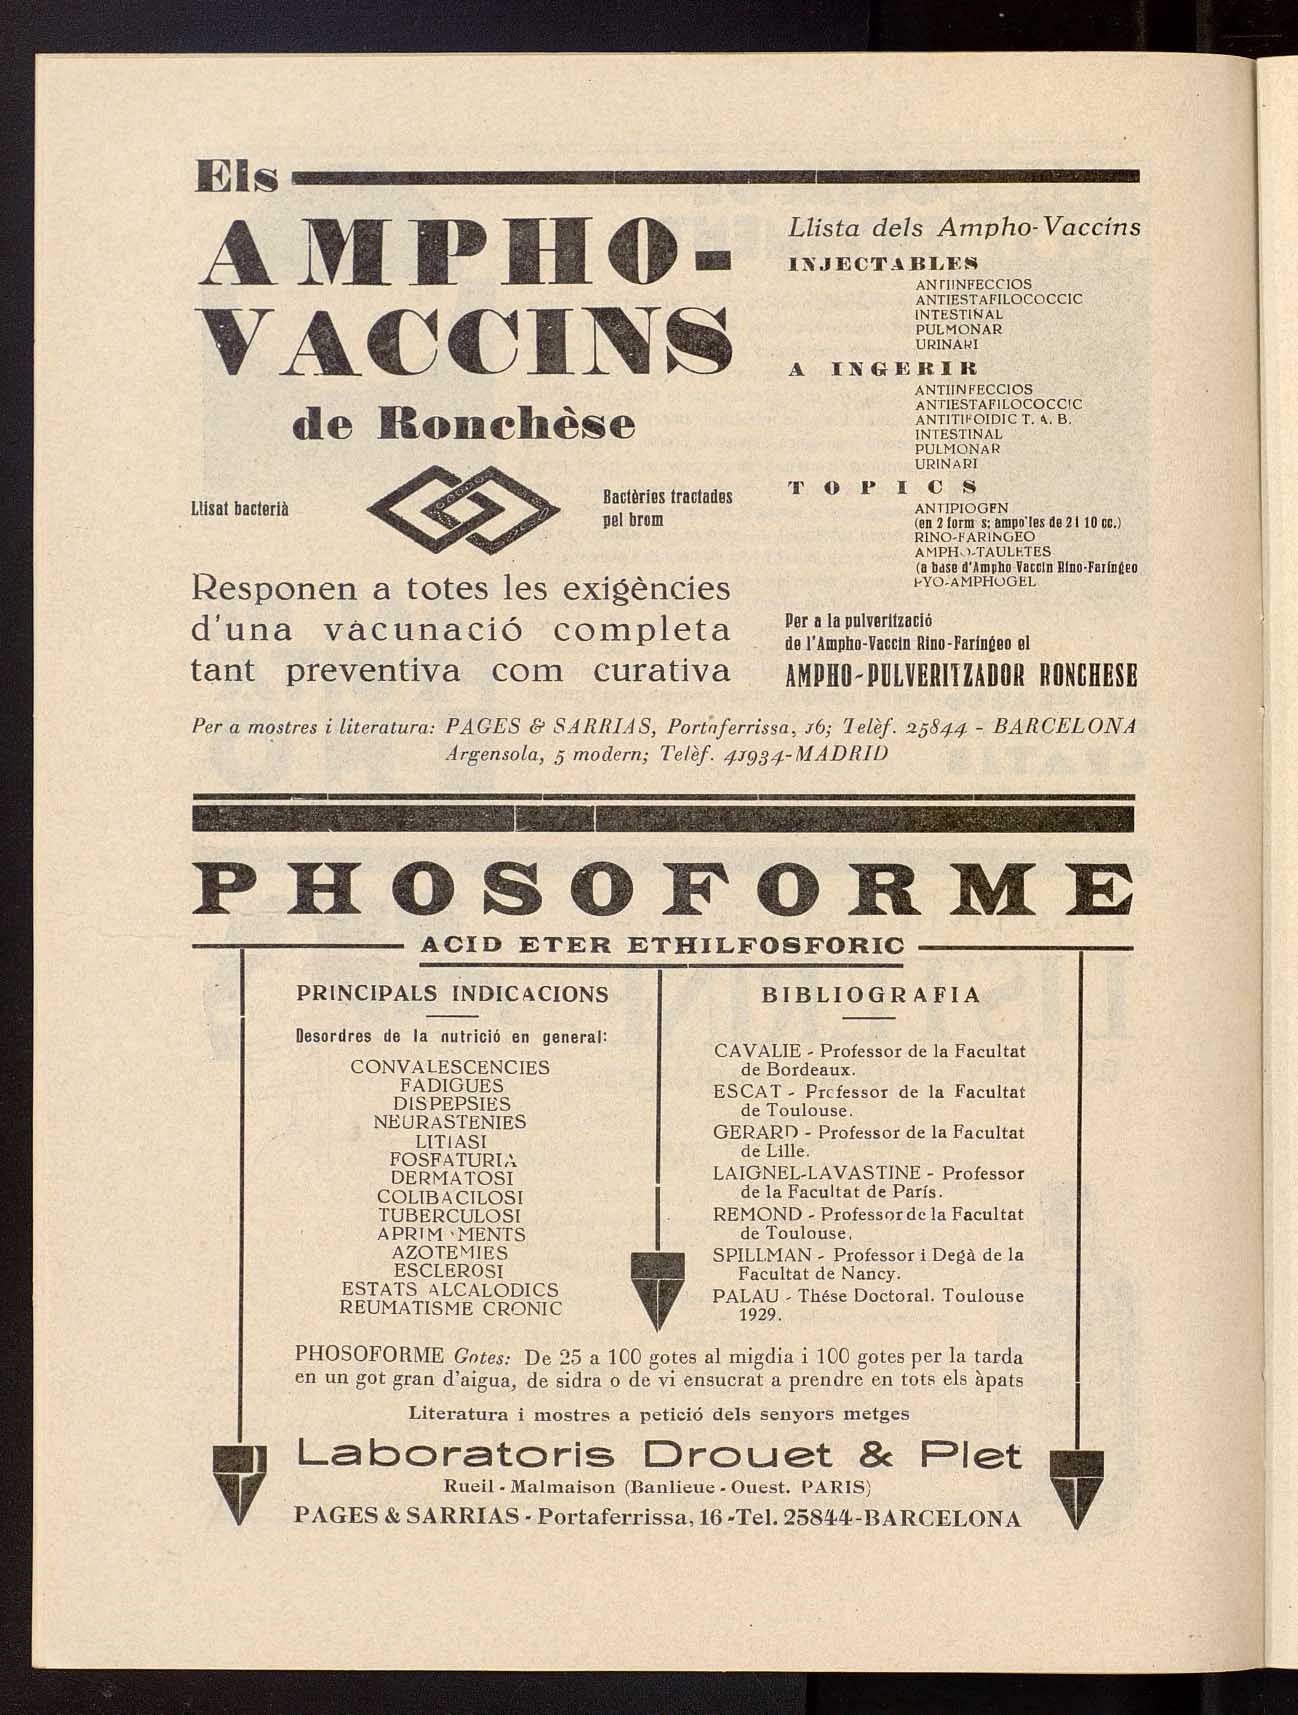 Els
AMPHO-
VACCINS
de Ronchèse
Llisat bacterià
Bactèries tractades
pel brom
Responen a totes les exigències
d'una vacunació completa
tant preventiva com curativa
Llista dels Ampho-Vaccins
INJECTABLES
ANTIINFECCIOS
ANTIESTAFILOCOCCIC
INTESTINAL
PULMONAR
URINARI
A INGERIR
ANTIINFECCIOS
ANTIESTAFILOCOCCIC
ANTITIFOIDIC T. A. B.
INTESTINAL
PULMONAR
URINARI
TOPICS
ANTIPIOGEN
(en 2 form s: ampo'les de 2 i 10 cc.)
RINO-FARINGEO
AMPHO-TAULETES
(a base d'Ampho Vaccin Rino-Faríngeo
PYO-AMPHOGEL
Per a la pulverització
de l'Ampho-Vaccin Rino-Faríngeo el
AMPHO-PULVERITZADOR RONCHESE
Per a mostres i literatura: PAGES & SARRIAS, Portaferrissa, 16; Telèf. 25844 - BARCELONA
Argensola, 5 modern; Telèf. 41934-MADRID
PHOSOFORME
ACID ETER ETHILFOSFORIC
PRINCIPALS INDICACIONS
Desordres de la nutrició en general:
CONVALESCENCIES
FADIGUES
DISPEPSIES
NEURASTENIES
LITIASI
FOSFATURIA
DERMATOSI
COLIBACILOSI
TUBERCULOSI
APRIMAMENTS
AZOTEMIES
ESCLEROSI
ESTATS ALCALODICS
REUMATISME CRONIC
BIBLIOGRAFIA
CAVALIE - Professor de la Facultat
de Bordeaux.
ESCAT - Professor de la Facultat
de Toulouse.
GERARD - Professor de la Facultat
de Lille.
LAIGNEL-LAVASTINE - Professor
de la Facultat de París.
REMOND - Professor de la Facultat
de Toulouse.
SPILLMAN - Professor i Degà de la
Facultat de Nancy.
PALAU - Thése Doctoral. Toulouse
1929.
PHOSOFORME Gotes: De 25 a 100 gotes al migdia i 100 gotes per la tarda
en un got gran d'aigua, de sidra o de vi ensucrat a prendre en tots els àpats
Literatura i mostres a petició dels senyors metges
Laboratoris Drouet & Plet
Rueil - Malmaison (Banlieue - Ouest. PARIS)
PAGES & SARRIAS - Portaferrissa, 16 - Tel. 25844-BARCELONA